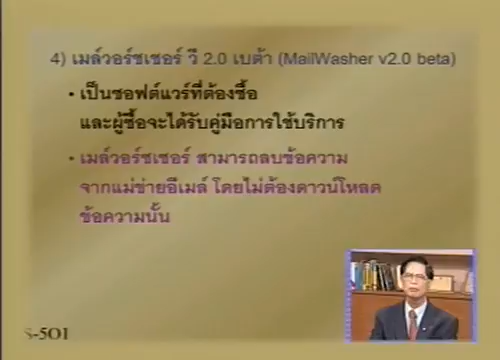 4) เมล์วอร์ชเชอร์ วี 2.0 เบต้า (MailWasher v2.0 beta)
• เป็นซอฟต์แวร์ที่ต้องซื้อ
และผู้ซื้อจะได้รับคู่มือการใช้บริการ
• เมล์วอร์ชเชอร์ สามารถลบข้อความ
จากแม่ข่ายอีเมล์ โดยไม่ต้องดาวน์โหลด
ข้อความนั้น
S-501